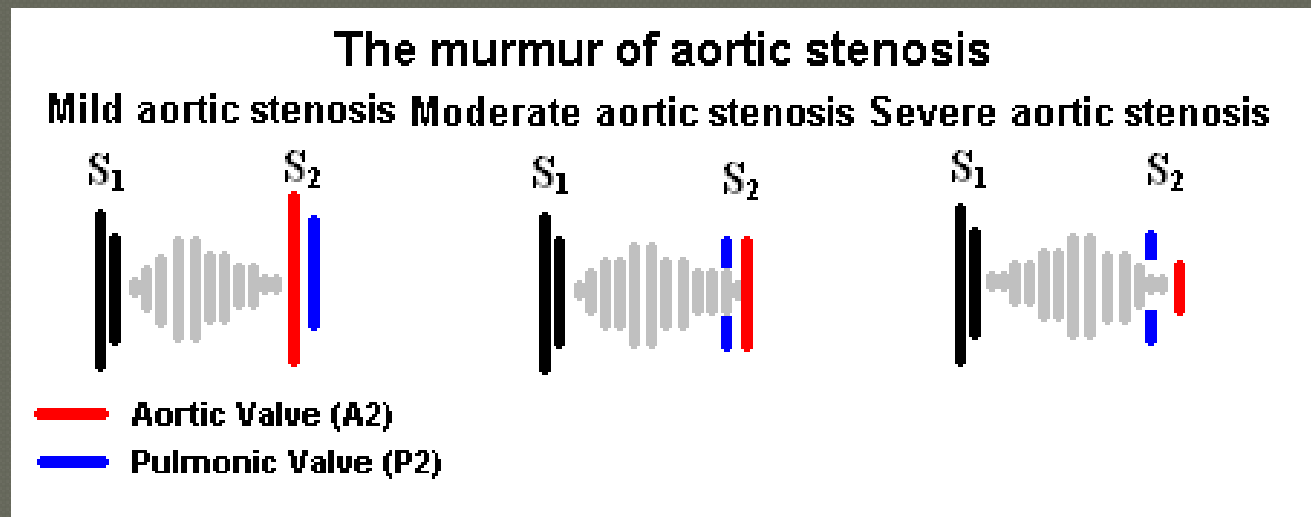 The murmur of aortic stenosis
Mild aortic stenosis Moderate aortic stenosis Severe aortic stenosis
S₁ S₂ S₁ S₂ S₁ S₂
Aortic Valve (A2)
Pulmonic Valve (P2)